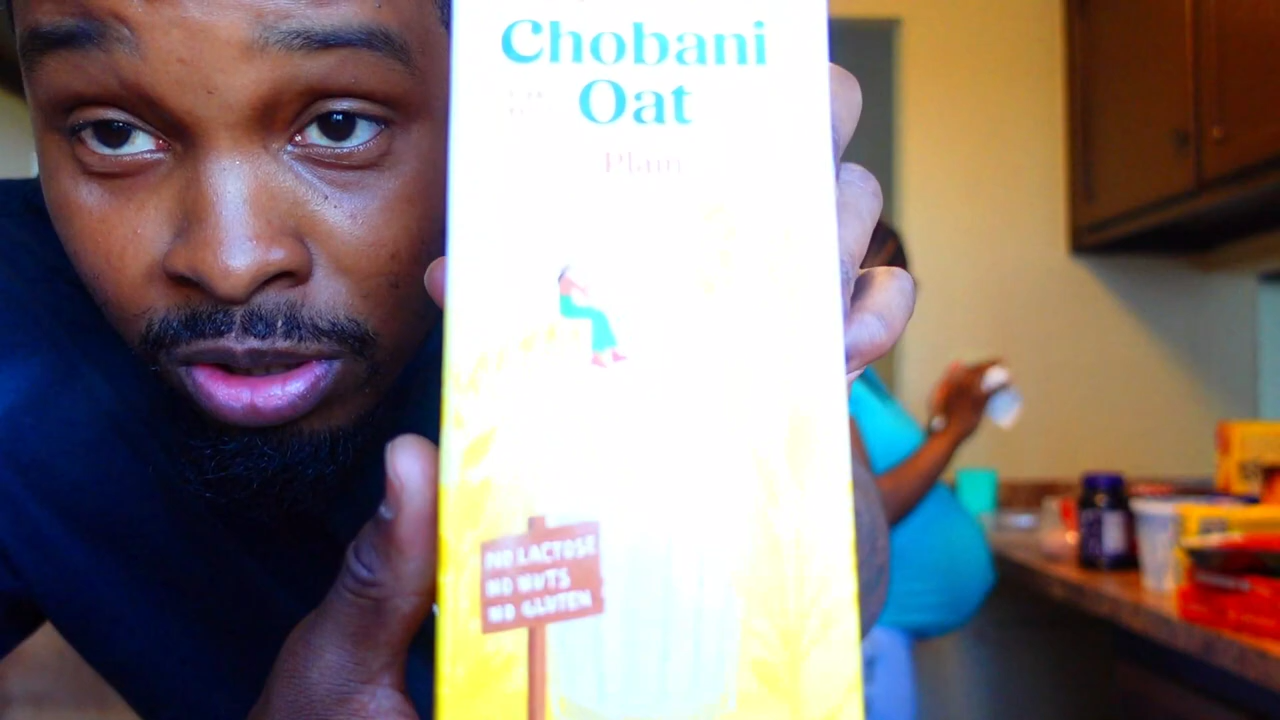 Chobani
Oat
Plain
NO LACTOSE
NO NUTS
NO GLUTEN